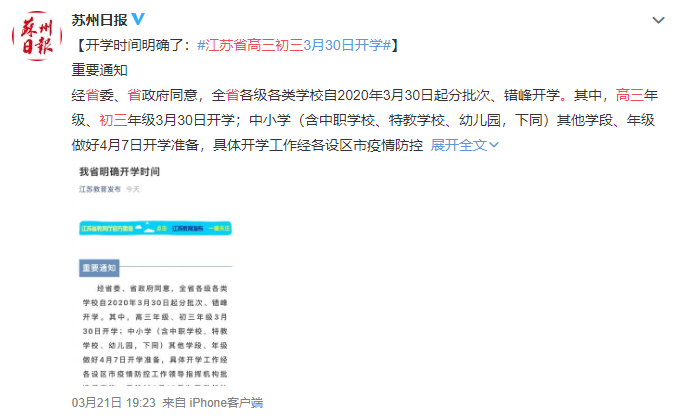 蘇州日報
苏州日报
【开学时间明确了：#江苏省高三初三3月30日开学#】
重要通知
经省委、省政府同意，全省各级各类学校自2020年3月30日起分批次、错峰开学。其中，高三年
级、初三年级3月30日开学；中小学（含中职学校、特教学校、幼儿园，下同）其他学段、年级
做好4月7日开学准备，具体开学工作经各设区市疫情防控 展开全文
我省明确开学时间
江苏教育发布 今天
点击 江苏教育发布 一键关注
重要通知
经省委、省政府同意，全省各级各类
学校自2020年3月30日起分批次、错峰
开学。其中，高三年级、初三年级3月
30日开学；中小学（含中职学校、特教
学校、幼儿园，下同）其他学段、年级
做好4月7日开学准备，具体开学工作经
各设区市疫情防控工作领导指挥机构批
03月21日 19:23 来自 iPhone客户端